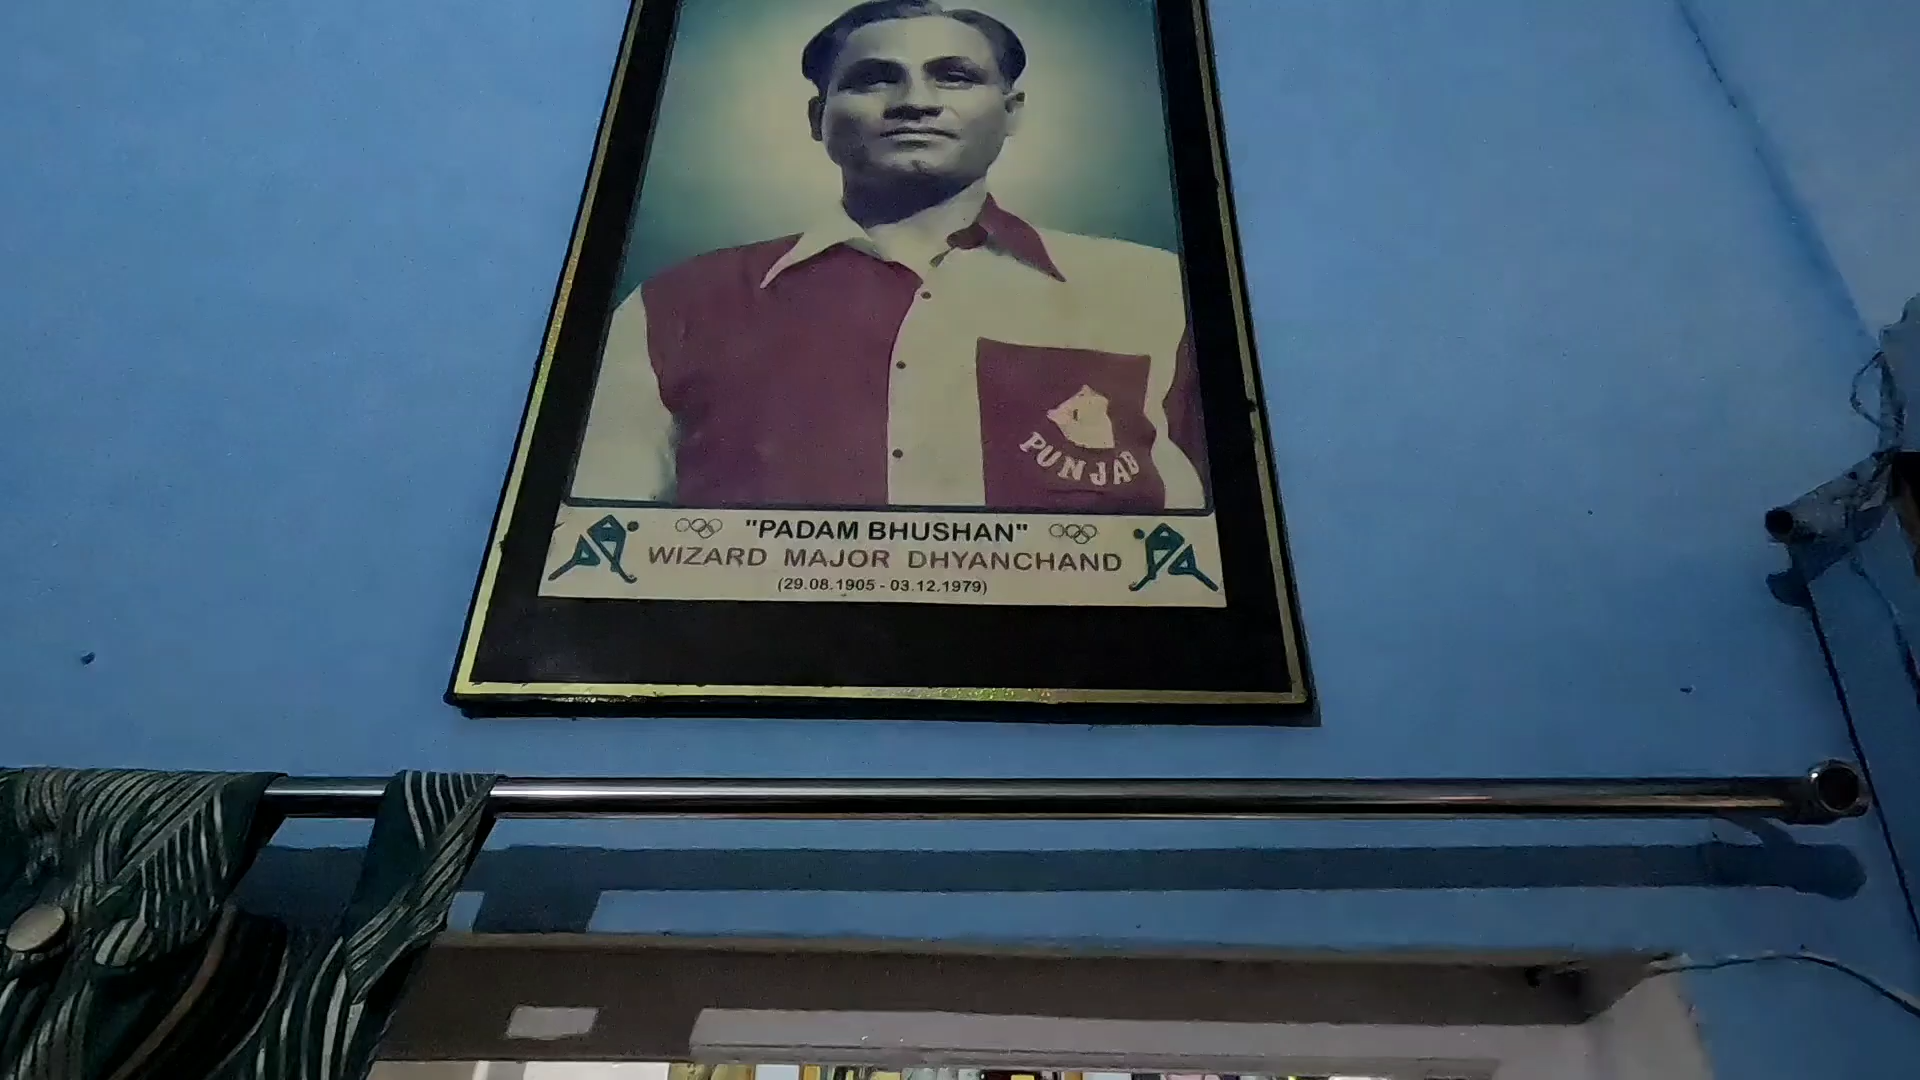 PUNJAB
"PADAM BHUSHAN"
WIZARD MAJOR DHYANCHAND
(29.08.1905 - 03.12.1979)